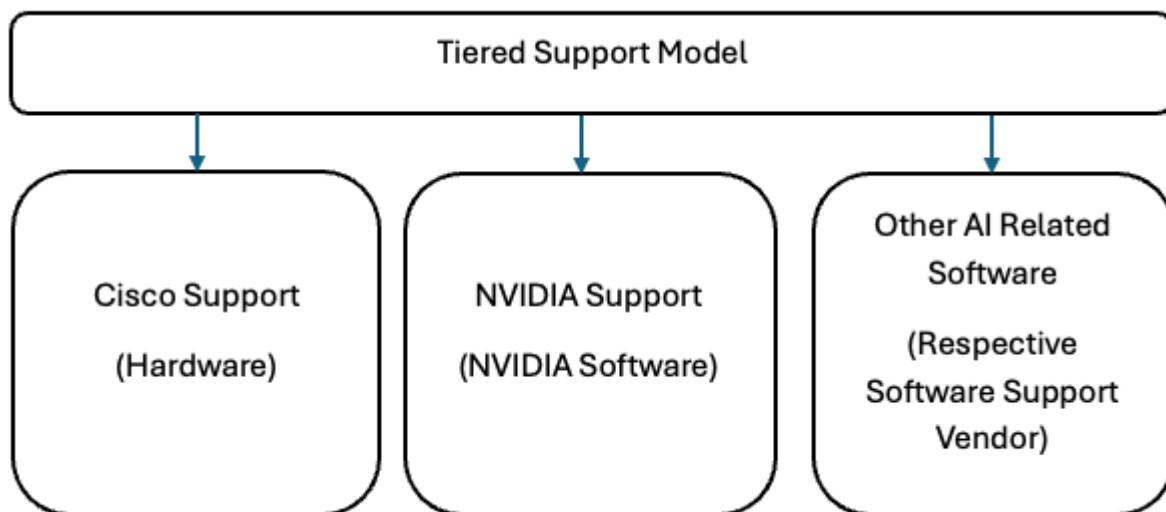 Tiered Support Model
Cisco Support
(Hardware)
NVIDIA Support
(NVIDIA Software)
Other AI Related
Software
(Respective
Software Support
Vendor)